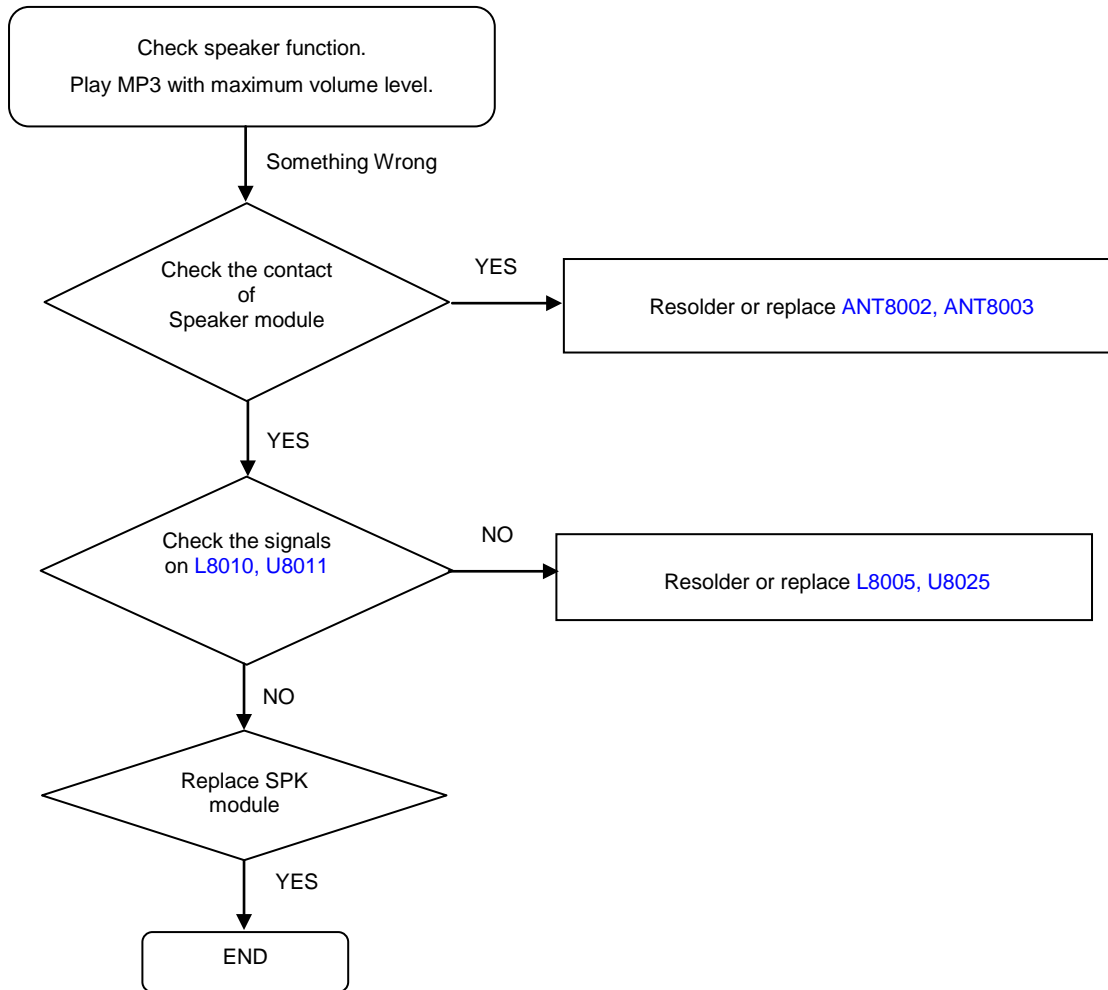 Check speaker function.
Play MP3 with maximum volume level.
Something Wrong
Check the contact
of
Speaker module
YES
Resolder or replace ANT8002, ANT8003
YES
Check the signals
on L8010, U8011
NO
Resolder or replace L8005, U8025
NO
Replace SPK
module
YES
END